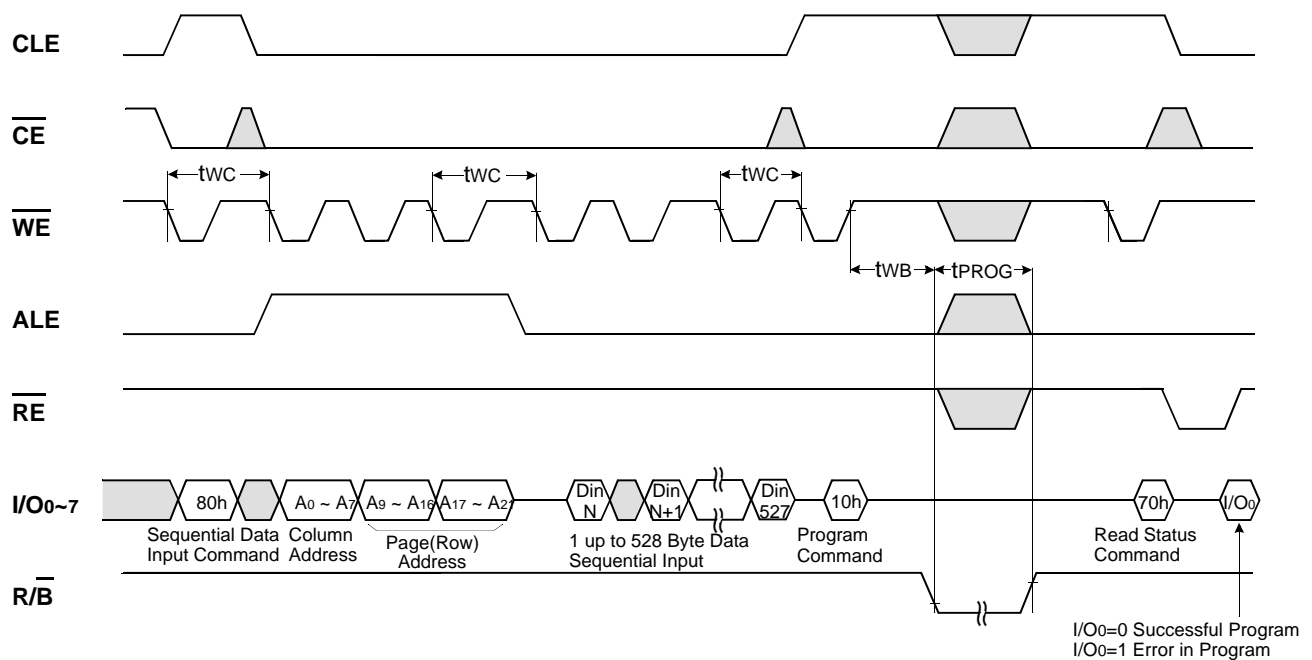 CLE
CE
tWC
tWC
tWC
WE
tWB
tPROG
ALE
RE
I/O0~7
80h
A0 ~ A7
A9 ~ A16
A17 ~ A21
Din
N
Din
N+1
Din
527
10h
70h
I/O0
Sequential Data
Input Command
Column
Address
Page(Row)
Address
1 up to 528 Byte Data
Sequential Input
Program
Command
Read Status
Command
R/B
I/O0=0 Successful Program
I/O0=1 Error in Program